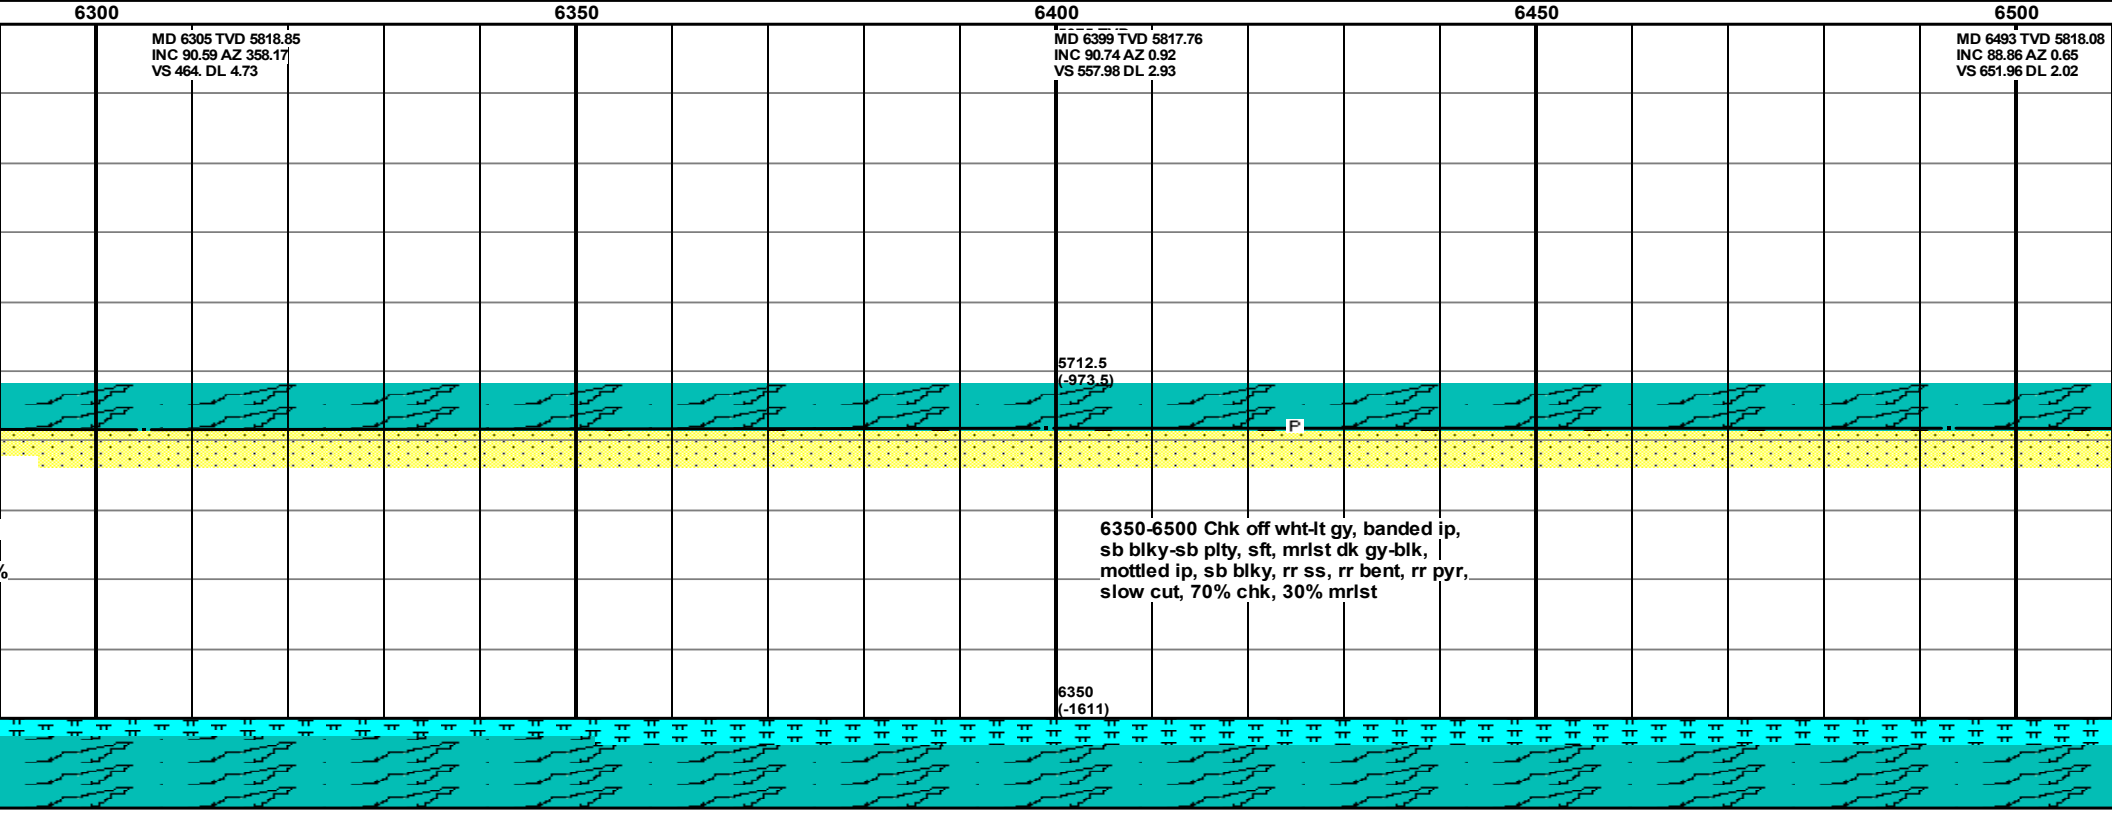 6300 6350 6400 6450 6500
MD 6305 TVD 5818.85
INC 90.59 AZ 358.17
VS 464. DL 4.73
MD 6399 TVD 5817.76
INC 90.74 AZ 0.92
VS 557.98 DL 2.93
MD 6493 TVD 5818.08
INC 88.86 AZ 0.65
VS 651.96 DL 2.02
5712.5
(-973.5)
P
6350-6500 Chk off wht-lt gy, banded ip,
sb blky-sb plty, sft, mrlst dk gy-blk,
mottled ip, sb blky, rr ss, rr bent, rr pyr,
slow cut, 70% chk, 30% mrlst
%
6350
(-1611)